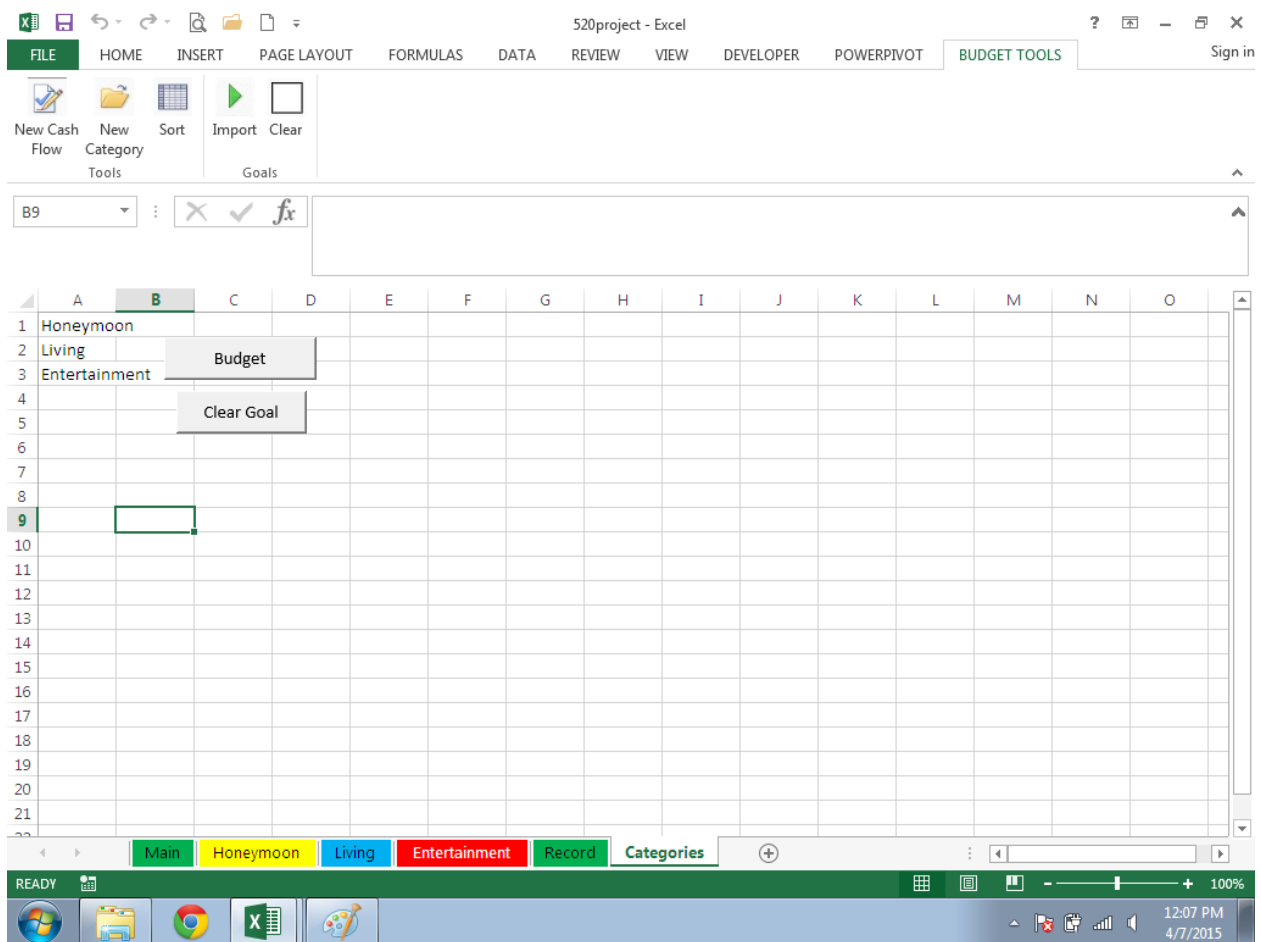 520project - Excel
?
FILE HOME INSERT PAGE LAYOUT FORMULAS DATA REVIEW VIEW DEVELOPER POWERPIVOT BUDGET TOOLS Sign in
New Cash Flow
New Category
Sort
Import
Clear
Tools
Goals
B9
fx
A B C D E F G H I J K L M N O
1 Honeymoon
2 Living
3 Entertainment
Budget
4
Clear Goal
5
6
7
8
9
10
11
12
13
14
15
16
17
18
19
20
21
22
Main Honeymoon Living Entertainment Record Categories
READY
100%
12:07 PM
4/7/2015